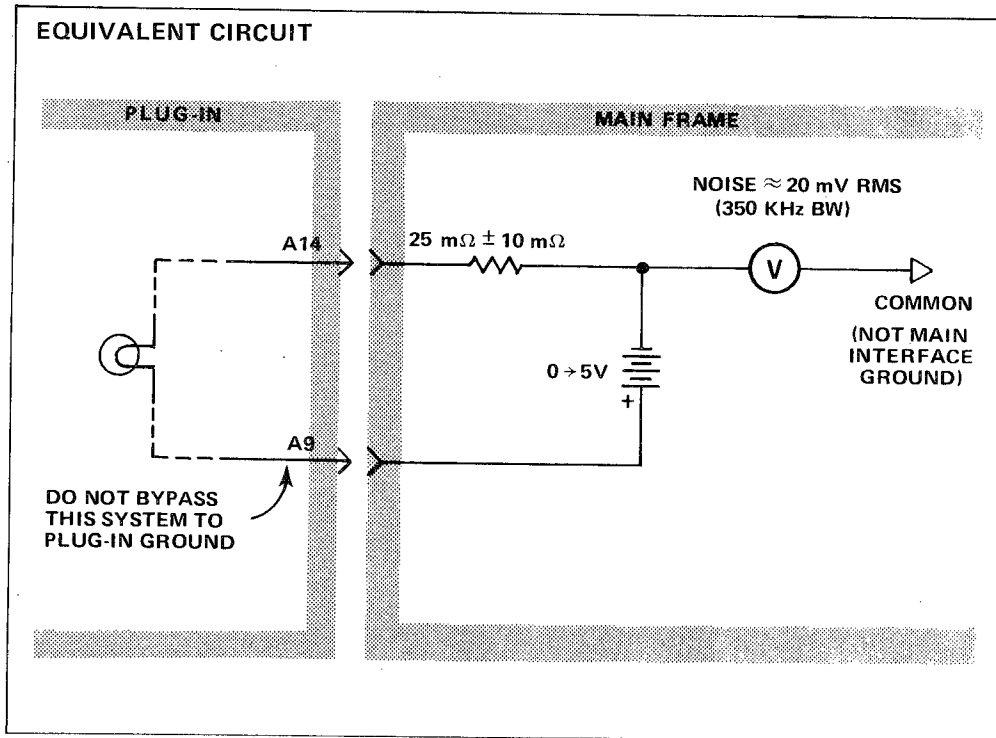 EQUIVALENT CIRCUIT
PLUG-IN
MAIN FRAME
NOISE ≈ 20 mV RMS
(350 KHz BW)
A14
25 mΩ ± 10 mΩ
V
COMMON
(NOT MAIN
INTERFACE
GROUND)
0→5V
+
A9
DO NOT BYPASS
THIS SYSTEM TO
PLUG-IN GROUND